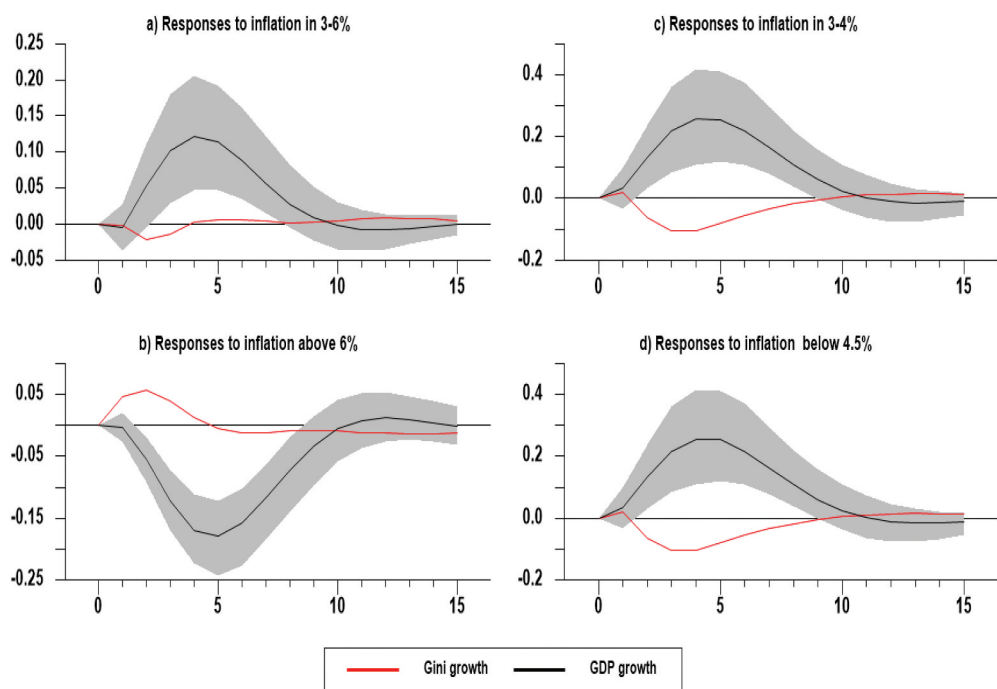 a) Responses to inflation in 3-6%
0.25
0.20
0.15
0.10
0.05
0.00
-0.05
0 5 10 15
c) Responses to inflation in 3-4%
0.4
0.2
0.0
-0.2
0 5 10 15
b) Responses to inflation above 6%
0.05
-0.05
-0.15
-0.25
0 5 10 15
d) Responses to inflation below 4.5%
0.4
0.2
0.0
-0.2
0 5 10 15
Gini growth GDP growth